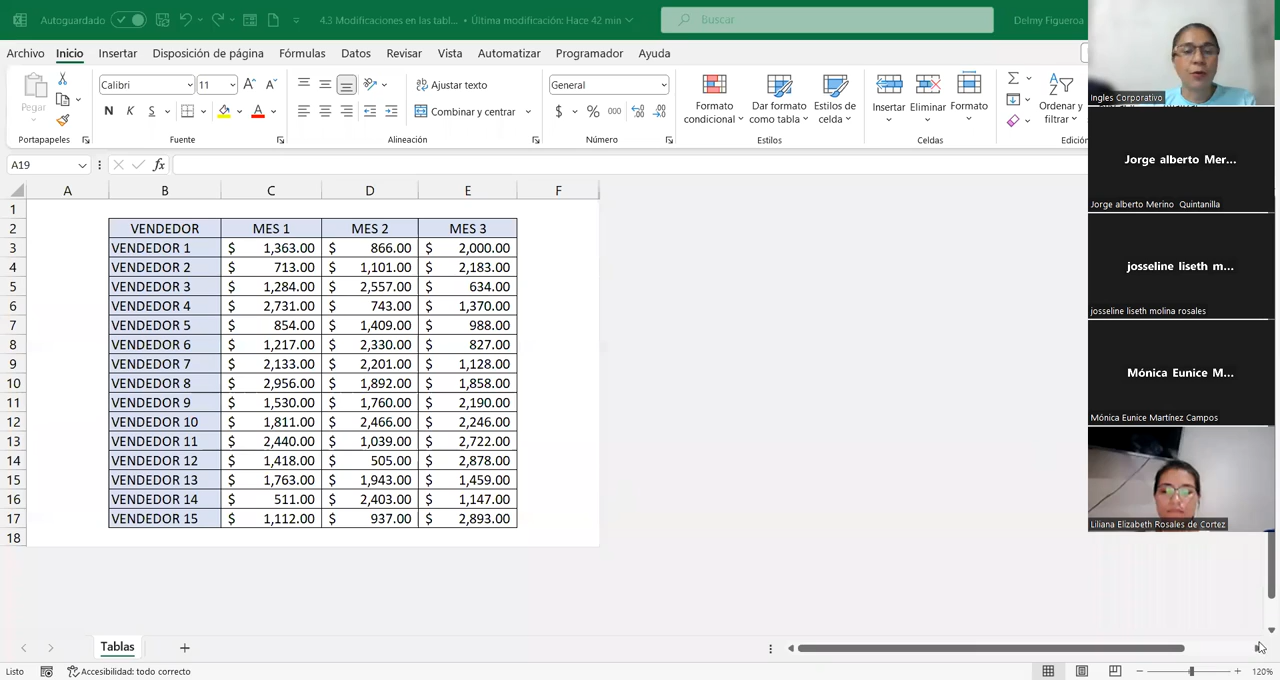 Autoguardado
4.3 Modificaciones en las tabl... • Última modificación: Hace 42 min
Buscar
Delmy Figueroa
Archivo Inicio Insertar Disposición de página Fórmulas Datos Revisar Vista Automatizar Programador Ayuda
Pegar
Calibri 11
N K S
Ajustar texto
Combinar y centrar
General
$ % 000
Formato condicional
Dar formato como tabla
Estilos de celda
Insertar
Eliminar
Formato
Ordenar y filtrar
Portapapeles Fuente Alineación Número Estilos Celdas Edición
A19 fx
A B C D E F
1
2 VENDEDOR MES 1 MES 2 MES 3
3 VENDEDOR 1 $ 1,363.00 $ 866.00 $ 2,000.00
4 VENDEDOR 2 $ 713.00 $ 1,101.00 $ 2,183.00
5 VENDEDOR 3 $ 1,284.00 $ 2,557.00 $ 634.00
6 VENDEDOR 4 $ 2,731.00 $ 743.00 $ 1,370.00
7 VENDEDOR 5 $ 854.00 $ 1,409.00 $ 988.00
8 VENDEDOR 6 $ 1,217.00 $ 2,330.00 $ 827.00
9 VENDEDOR 7 $ 2,133.00 $ 2,201.00 $ 1,128.00
10 VENDEDOR 8 $ 2,956.00 $ 1,892.00 $ 1,858.00
11 VENDEDOR 9 $ 1,530.00 $ 1,760.00 $ 2,190.00
12 VENDEDOR 10 $ 1,811.00 $ 2,466.00 $ 2,246.00
13 VENDEDOR 11 $ 2,440.00 $ 1,039.00 $ 2,722.00
14 VENDEDOR 12 $ 1,418.00 $ 505.00 $ 2,878.00
15 VENDEDOR 13 $ 1,763.00 $ 1,943.00 $ 1,459.00
16 VENDEDOR 14 $ 511.00 $ 2,403.00 $ 1,147.00
17 VENDEDOR 15 $ 1,112.00 $ 937.00 $ 2,893.00
18
Tablas
Listo
Accesibilidad: todo correcto
120%
Ingles Corporativo
Jorge alberto Mer...
Jorge alberto Merino Quintanilla
josseline liseth m...
josseline liseth molina rosales
Mónica Eunice M...
Mónica Eunice Martínez Campos
Liliana Elizabeth Rosales de Cortez